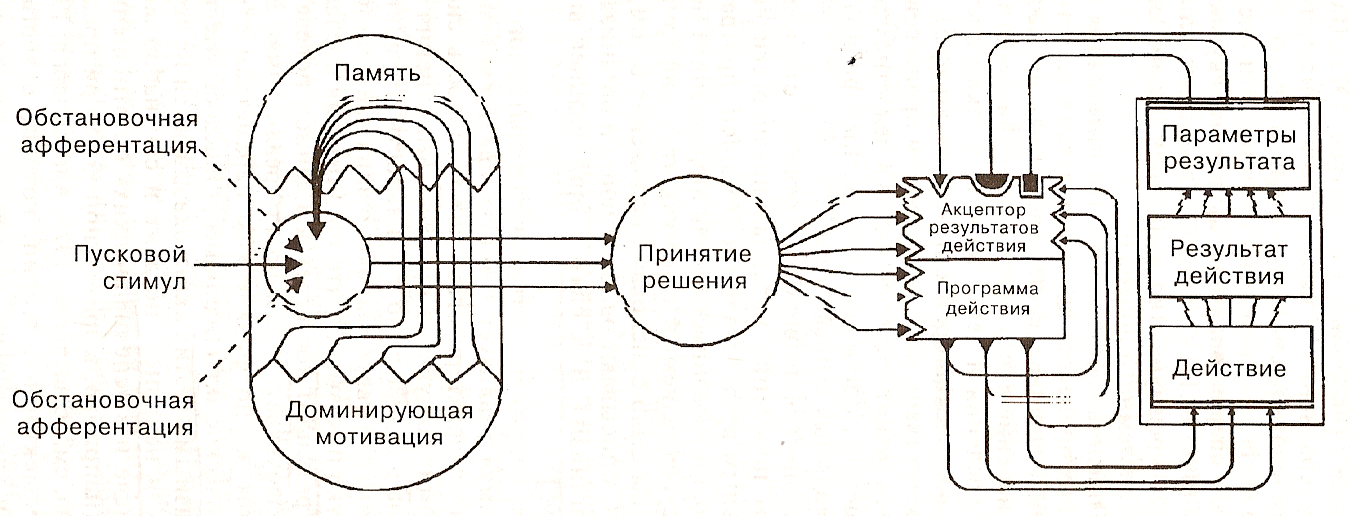 Память
Обстановочная
афферентация
Пусковой
стимул
Обстановочная
афферентация
Доминирующая
мотивация
Принятие
решения
Акцептор
результатов
действия
Программа
действия
Параметры
результата
Результат
действия
Действие